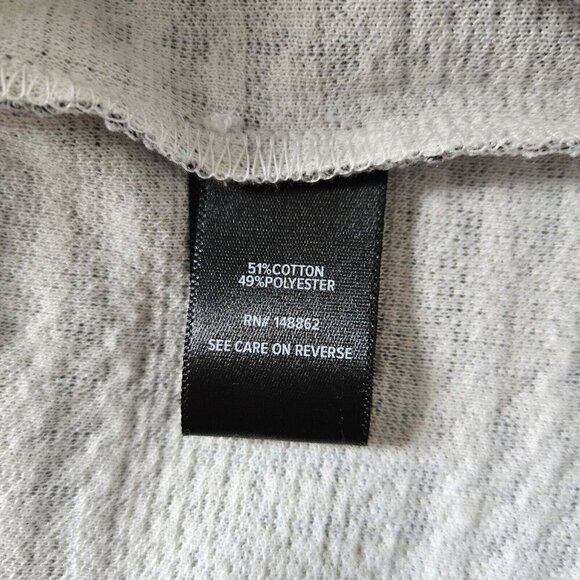 51%COTTON
49%POLYESTER
RN# 148862
SEE CARE ON REVERSE